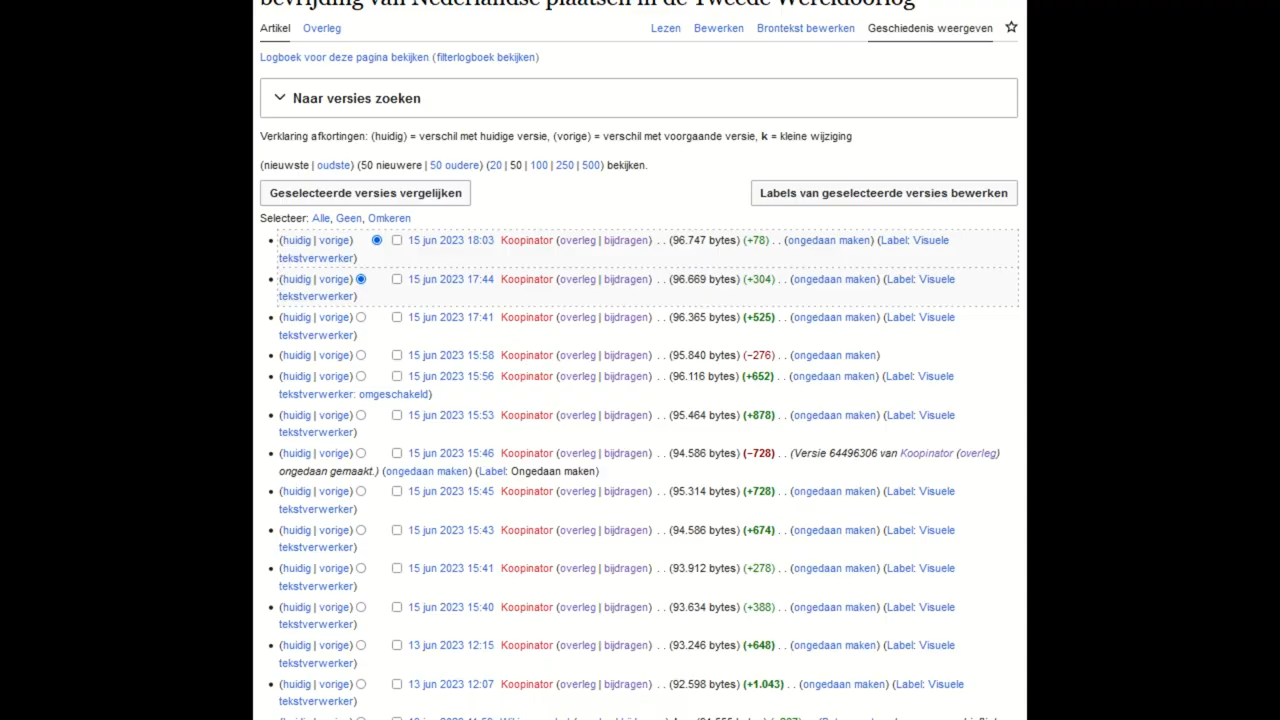 bevrijding van Nederlandse plaatsen in de Tweede Wereldoorlog
Artikel Overleg Lezen Bewerken Brontekst bewerken Geschiedenis weergeven
Logboek voor deze pagina bekijken (filterlogboek bekijken)
Naar versies zoeken
Verklaring afkortingen: (huidig) = verschil met huidige versie, (vorige) = verschil met voorgaande versie, k = kleine wijziging
(nieuwste | oudste) (50 nieuwere | 50 oudere) (20 | 50 | 100 | 250 | 500) bekijken.
Geselecteerde versies vergelijken Labels van geselecteerde versies bewerken
Selecteer: Alle, Geen, Omkeren
(huidig | vorige) 15 jun 2023 18:03 Koopinator (overleg | bijdragen) . . (96.747 bytes) (+78) . . (ongedaan maken) (Label: Visuele
tekstverwerker)
(huidig | vorige) 15 jun 2023 17:44 Koopinator (overleg | bijdragen) . . (96.669 bytes) (+304) . . (ongedaan maken) (Label: Visuele
tekstverwerker)
(huidig | vorige) 15 jun 2023 17:41 Koopinator (overleg | bijdragen) . . (96.365 bytes) (+525) . . (ongedaan maken) (Label: Visuele
tekstverwerker)
(huidig | vorige) 15 jun 2023 15:58 Koopinator (overleg | bijdragen) . . (95.840 bytes) (−276) . . (ongedaan maken)
(huidig | vorige) 15 jun 2023 15:56 Koopinator (overleg | bijdragen) . . (96.116 bytes) (+652) . . (ongedaan maken) (Label: Visuele
tekstverwerker: omgeschakeld)
(huidig | vorige) 15 jun 2023 15:53 Koopinator (overleg | bijdragen) . . (95.464 bytes) (+878) . . (ongedaan maken) (Label: Visuele
tekstverwerker)
(huidig | vorige) 15 jun 2023 15:46 Koopinator (overleg | bijdragen) . . (94.586 bytes) (−728) . . (Versie 64496306 van Koopinator (overleg)
ongedaan gemaakt.) (ongedaan maken) (Label: Ongedaan maken)
(huidig | vorige) 15 jun 2023 15:45 Koopinator (overleg | bijdragen) . . (95.314 bytes) (+728) . . (ongedaan maken) (Label: Visuele
tekstverwerker)
(huidig | vorige) 15 jun 2023 15:43 Koopinator (overleg | bijdragen) . . (94.586 bytes) (+674) . . (ongedaan maken) (Label: Visuele
tekstverwerker)
(huidig | vorige) 15 jun 2023 15:41 Koopinator (overleg | bijdragen) . . (93.912 bytes) (+278) . . (ongedaan maken) (Label: Visuele
tekstverwerker)
(huidig | vorige) 15 jun 2023 15:40 Koopinator (overleg | bijdragen) . . (93.634 bytes) (+388) . . (ongedaan maken) (Label: Visuele
tekstverwerker)
(huidig | vorige) 13 jun 2023 12:15 Koopinator (overleg | bijdragen) . . (93.246 bytes) (+648) . . (ongedaan maken) (Label: Visuele
tekstverwerker)
(huidig | vorige) 13 jun 2023 12:07 Koopinator (overleg | bijdragen) . . (92.598 bytes) (+1.043) . . (ongedaan maken) (Label: Visuele
tekstverwerker)